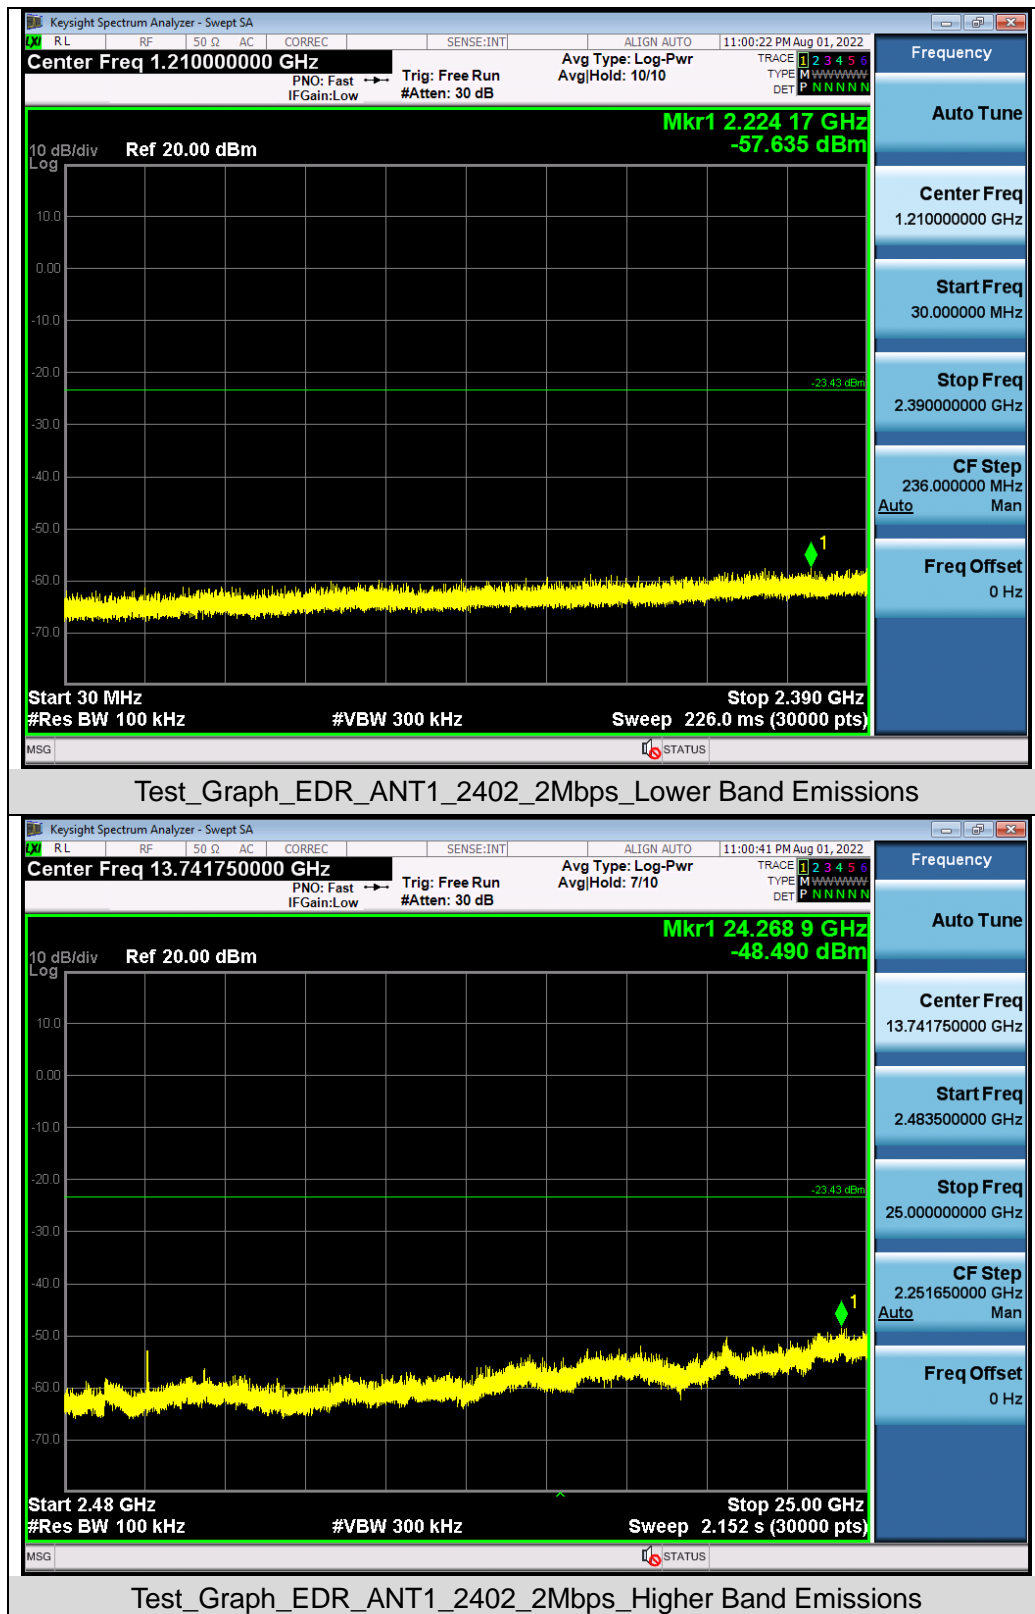 Keysight Spectrum Analyzer - Swept SA
LXI RL RF 50 Ω AC CORREC SENSE:INT ALIGN AUTO 11:00:22 PM Aug 01, 2022
Center Freq 1.210000000 GHz
PNO: Fast
IFGain:Low
Trig: Free Run
#Atten: 30 dB
Avg Type: Log-Pwr
Avg|Hold: 10/10
TRACE 1 2 3 4 5 6
TYPE M WWWWW
DET P N N N N N
Mkr1 2.224 17 GHz
-57.635 dBm
10 dB/div Ref 20.00 dBm
Log
10.0
0.00
-10.0
-20.0
-23.43 dBm
-30.0
-40.0
-50.0
1
-60.0
-70.0
Start 30 MHz Stop 2.390 GHz
#Res BW 100 kHz #VBW 300 kHz Sweep 226.0 ms (30000 pts)
MSG STATUS
Frequency
Auto Tune
Center Freq
1.210000000 GHz
Start Freq
30.000000 MHz
Stop Freq
2.390000000 GHz
CF Step
236.000000 MHz
Auto Man
Freq Offset
0 Hz
Test_Graph_EDR_ANT1_2402_2Mbps_Lower Band Emissions
Keysight Spectrum Analyzer - Swept SA
LXI RL RF 50 Ω AC CORREC SENSE:INT ALIGN AUTO 11:00:41 PM Aug 01, 2022
Center Freq 13.741750000 GHz
PNO: Fast
IFGain:Low
Trig: Free Run
#Atten: 30 dB
Avg Type: Log-Pwr
Avg|Hold: 7/10
TRACE 1 2 3 4 5 6
TYPE M WWWWW
DET P N N N N N
Mkr1 24.268 9 GHz
-48.490 dBm
10 dB/div Ref 20.00 dBm
Log
10.0
0.00
-10.0
-20.0
-23.43 dBm
-30.0
-40.0
1
-50.0
-60.0
-70.0
Start 2.48 GHz Stop 25.00 GHz
#Res BW 100 kHz #VBW 300 kHz Sweep 2.152 s (30000 pts)
MSG STATUS
Frequency
Auto Tune
Center Freq
13.741750000 GHz
Start Freq
2.483500000 GHz
Stop Freq
25.000000000 GHz
CF Step
2.251650000 GHz
Auto Man
Freq Offset
0 Hz
Test_Graph_EDR_ANT1_2402_2Mbps_Higher Band Emissions